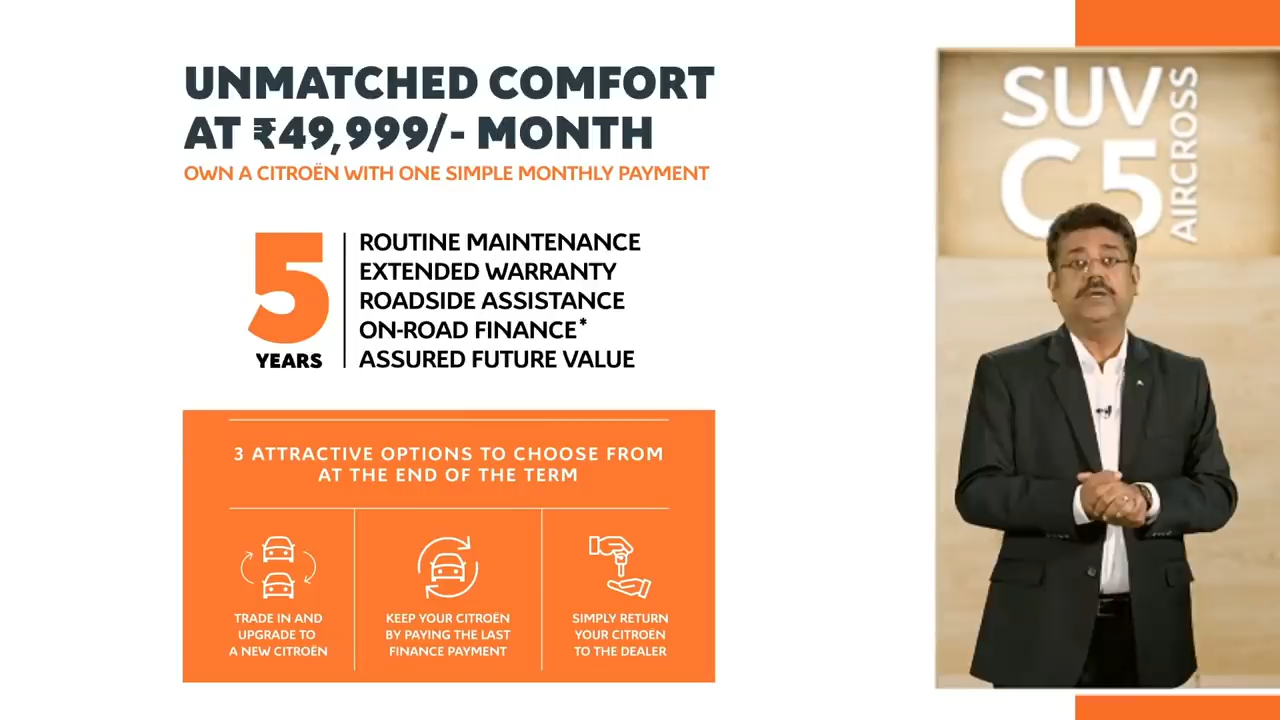 UNMATCHED COMFORT
AT ₹49,999/- MONTH
OWN A CITROËN WITH ONE SIMPLE MONTHLY PAYMENT
5
YEARS
ROUTINE MAINTENANCE
EXTENDED WARRANTY
ROADSIDE ASSISTANCE
ON-ROAD FINANCE*
ASSURED FUTURE VALUE
3 ATTRACTIVE OPTIONS TO CHOOSE FROM
AT THE END OF THE TERM
TRADE IN AND
UPGRADE TO
A NEW CITROËN
KEEP YOUR CITROËN
BY PAYING THE LAST
FINANCE PAYMENT
SIMPLY RETURN
YOUR CITROËN
TO THE DEALER
SUV
C5
AIRCROSS